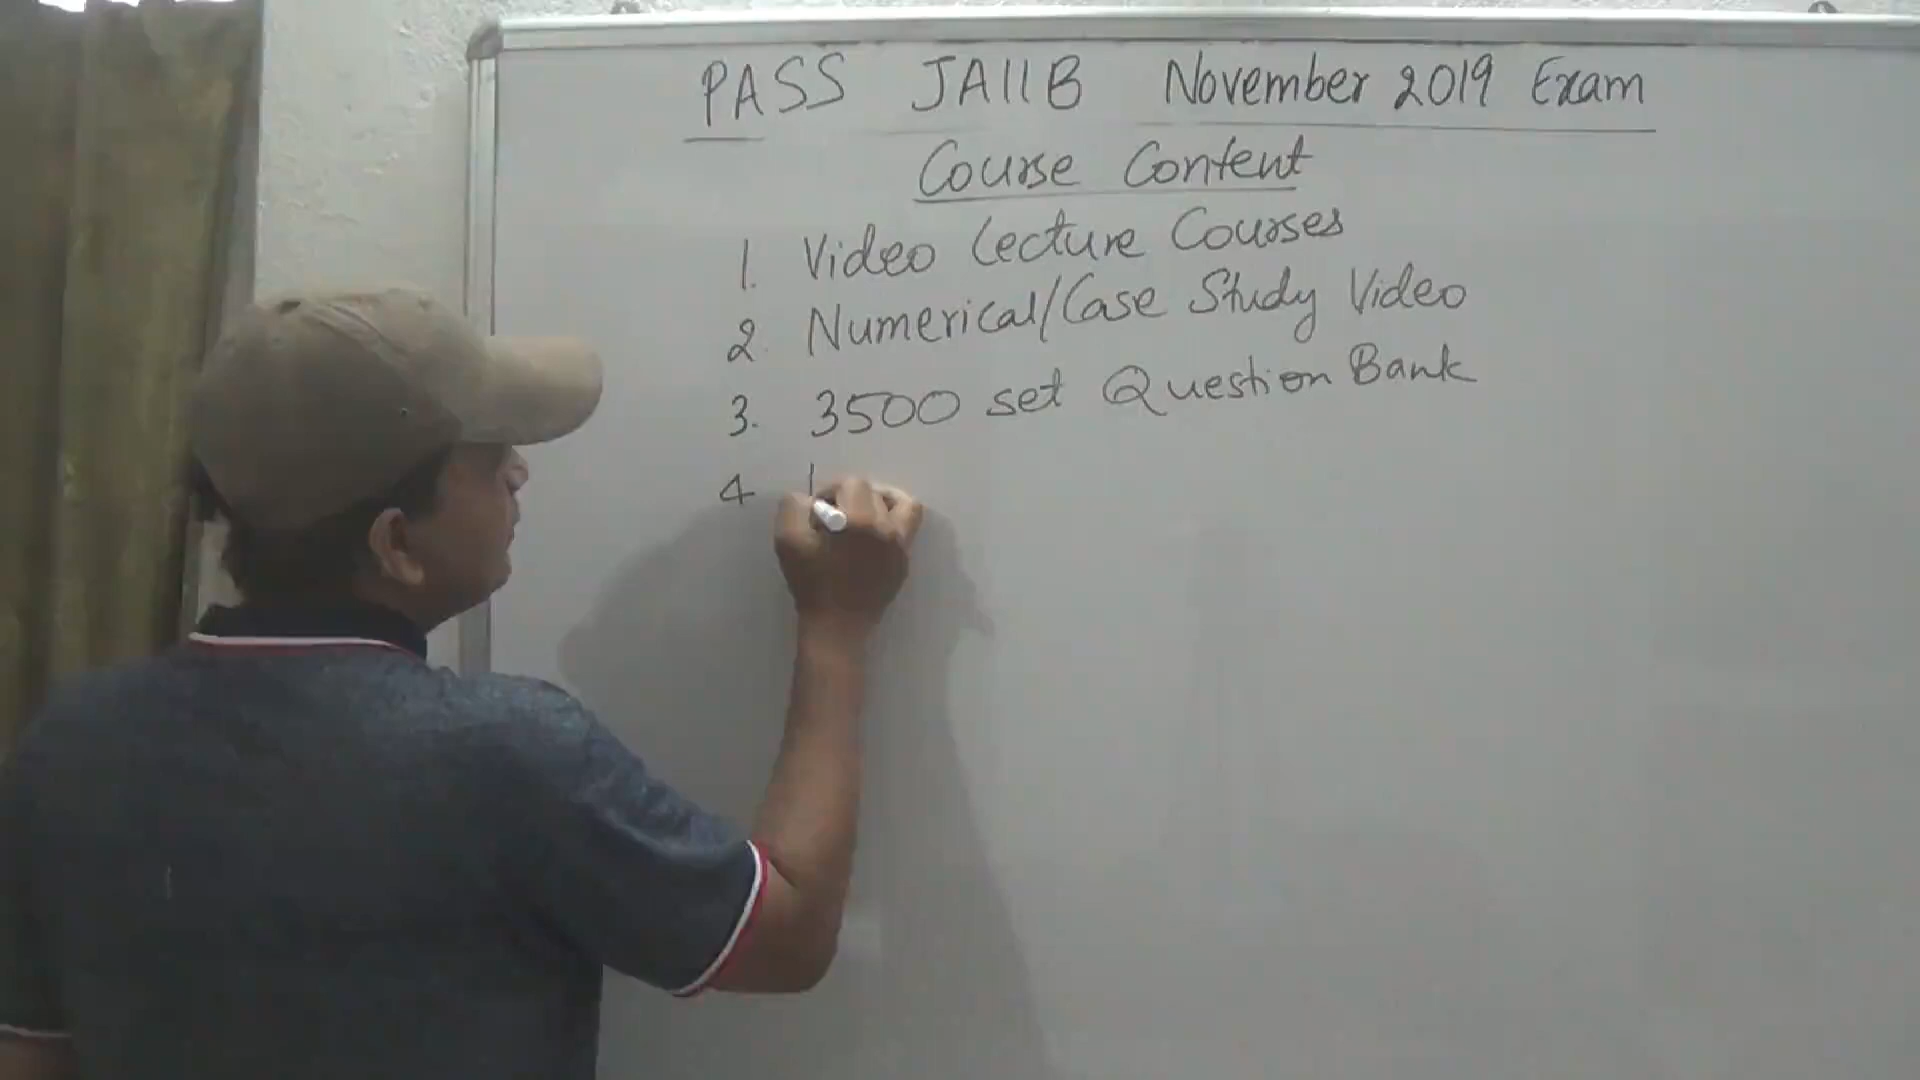 PASS JAIIB November 2019 Exam
Course Content
1. Video Lecture Courses
2. Numerical/Case Study Video
3. 3500 set Question Bank
4